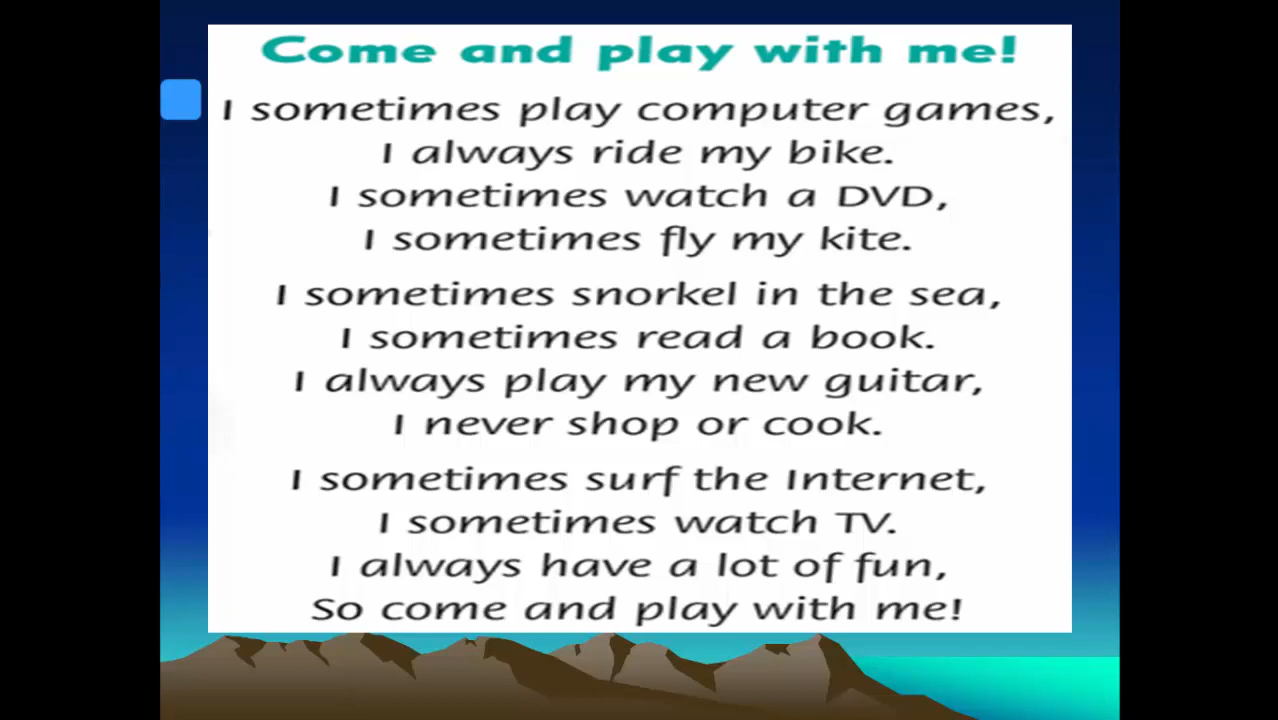 Come and play with me!
I sometimes play computer games,
I always ride my bike.
I sometimes watch a DVD,
I sometimes fly my kite.
I sometimes snorkel in the sea,
I sometimes read a book.
I always play my new guitar,
I never shop or cook.
I sometimes surf the Internet,
I sometimes watch TV.
I always have a lot of fun,
So come and play with me!